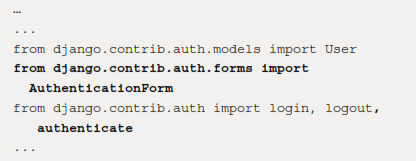 …
...
from django.contrib.auth.models import User
from django.contrib.auth.forms import
AuthenticationForm
from django.contrib.auth import login, logout,
authenticate
...